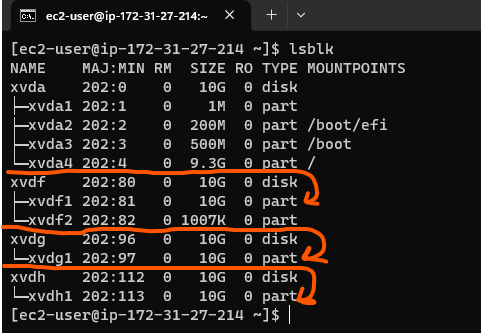 ec2-user@ip-172-31-27-214:~
[ec2-user@ip-172-31-27-214 ~]$ lsblk
NAME    MAJ:MIN RM   SIZE RO TYPE MOUNTPOINTS
xvda    202:0    0    10G  0 disk
├─xvda1 202:1    0     1M  0 part
├─xvda2 202:2    0   200M  0 part /boot/efi
├─xvda3 202:3    0   500M  0 part /boot
└─xvda4 202:4    0   9.3G  0 part /
xvdf    202:80   0    10G  0 disk
├─xvdf1 202:81   0    10G  0 part
└─xvdf2 202:82   0 1007K  0 part
xvdg    202:96   0    10G  0 disk
└─xvdg1 202:97   0    10G  0 part
xvdh    202:112  0    10G  0 disk
└─xvdh1 202:113  0    10G  0 part
[ec2-user@ip-172-31-27-214 ~]$